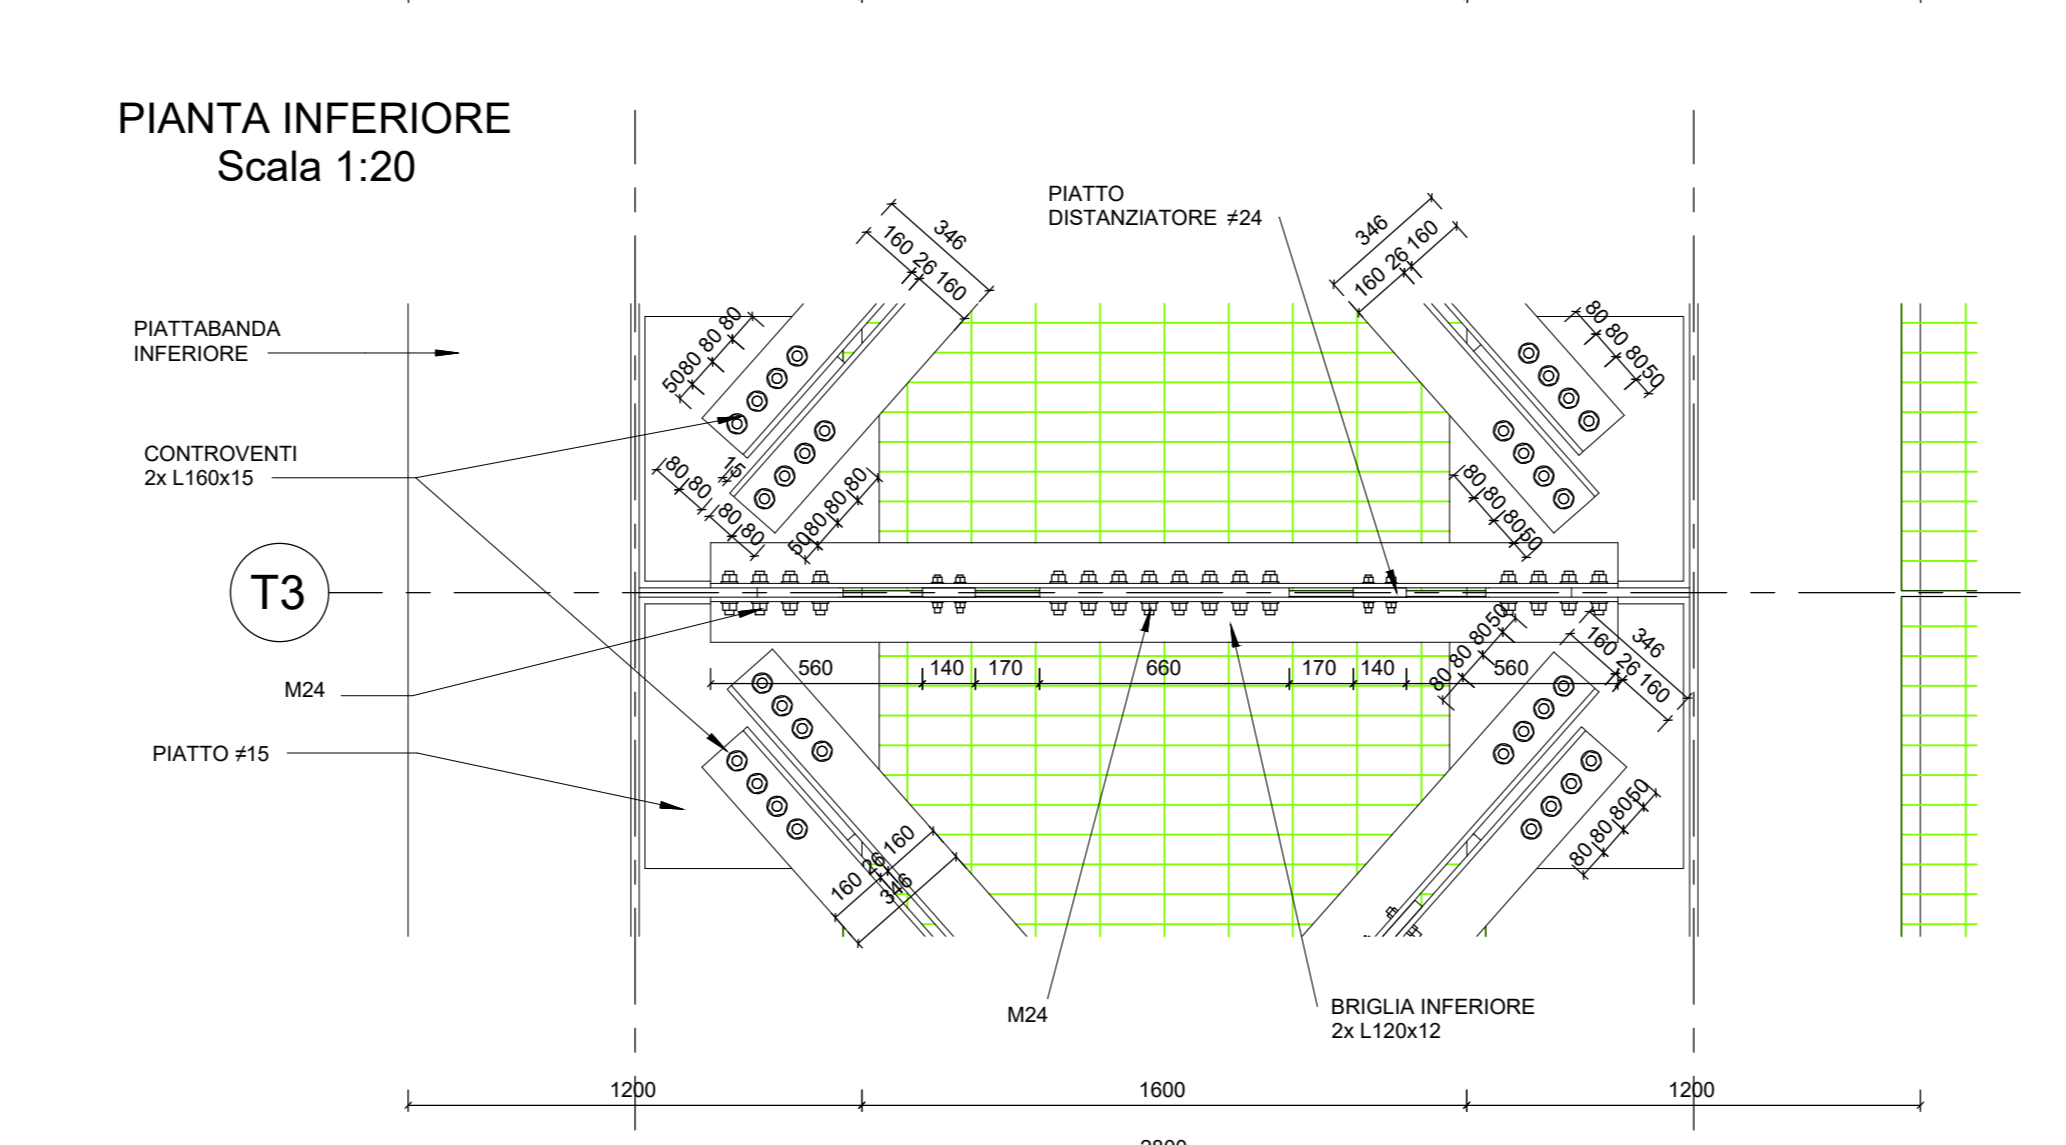 PIANTA INFERIORE
Scala 1:20
PIATTO
DISTANZIATORE ≠24
346
160 26 160
346
160 26 160
PIATTABANDA
INFERIORE
50 80 80 80
80 80 80 50
CONTROVENTI
2x L160x15
15
80 80
80 80
50 80 80 80
80 80 80 50
T3
560 140 170 660 170 140 560
80 80 80 50
346
160 26 160
M24
PIATTO ≠15
160 26 160
346
80 80 80 50
M24
BRIGLIA INFERIORE
2x L120x12
1200 1600 1200